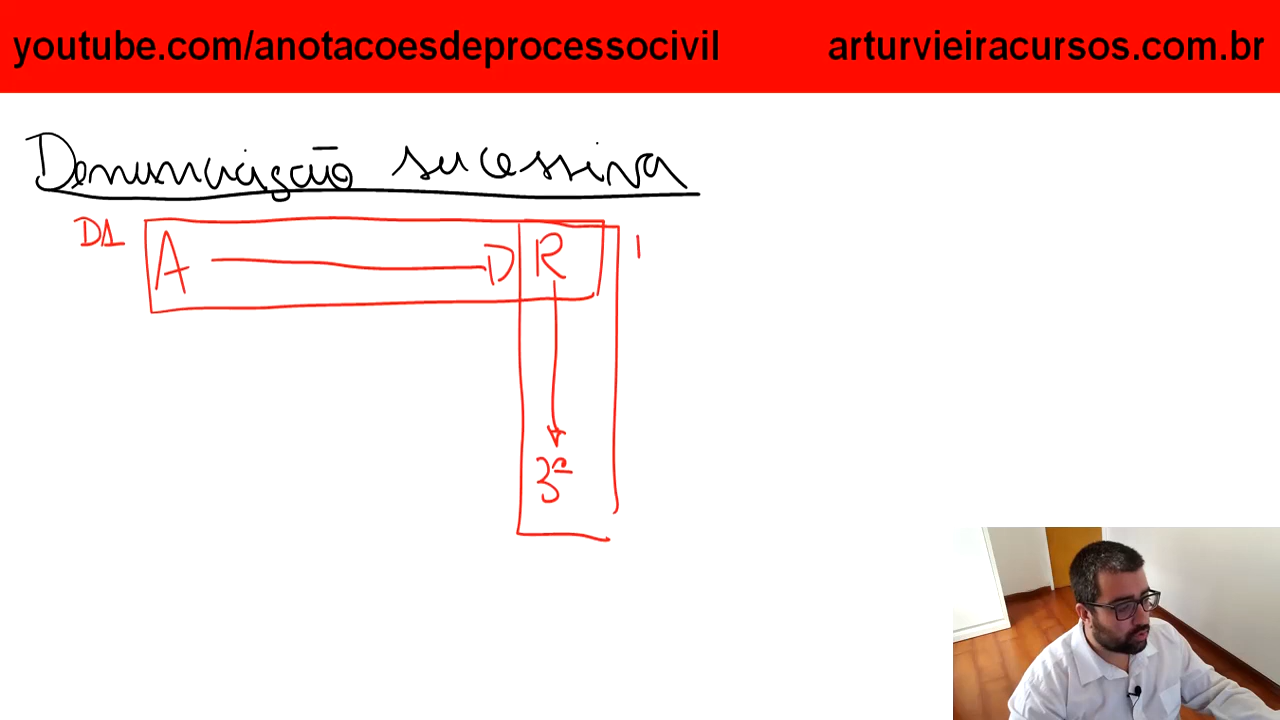 youtube.com/anotacoesdeprocessocivil arturvieiracursos.com.br
Denunciação sucessiva
D1 A D R
3º